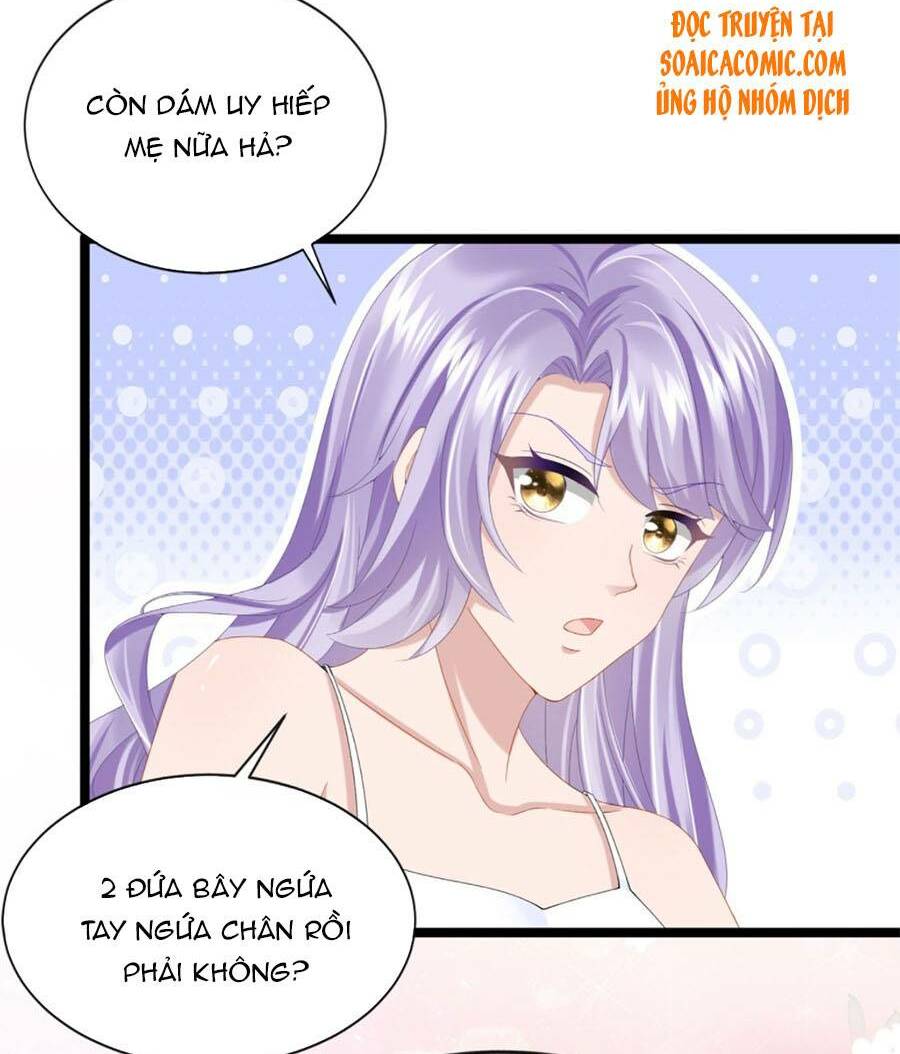 ĐỌC TRUYỆN TẠI
SOAICACOMIC.COM
ỦNG HỘ NHÓM DỊCH
CÒN DÁM UY HIẾP
MẸ NỮA HẢ?
2 ĐỨA BÂY NGỨA
TAY NGỨA CHÂN RỒI
PHẢI KHÔNG?